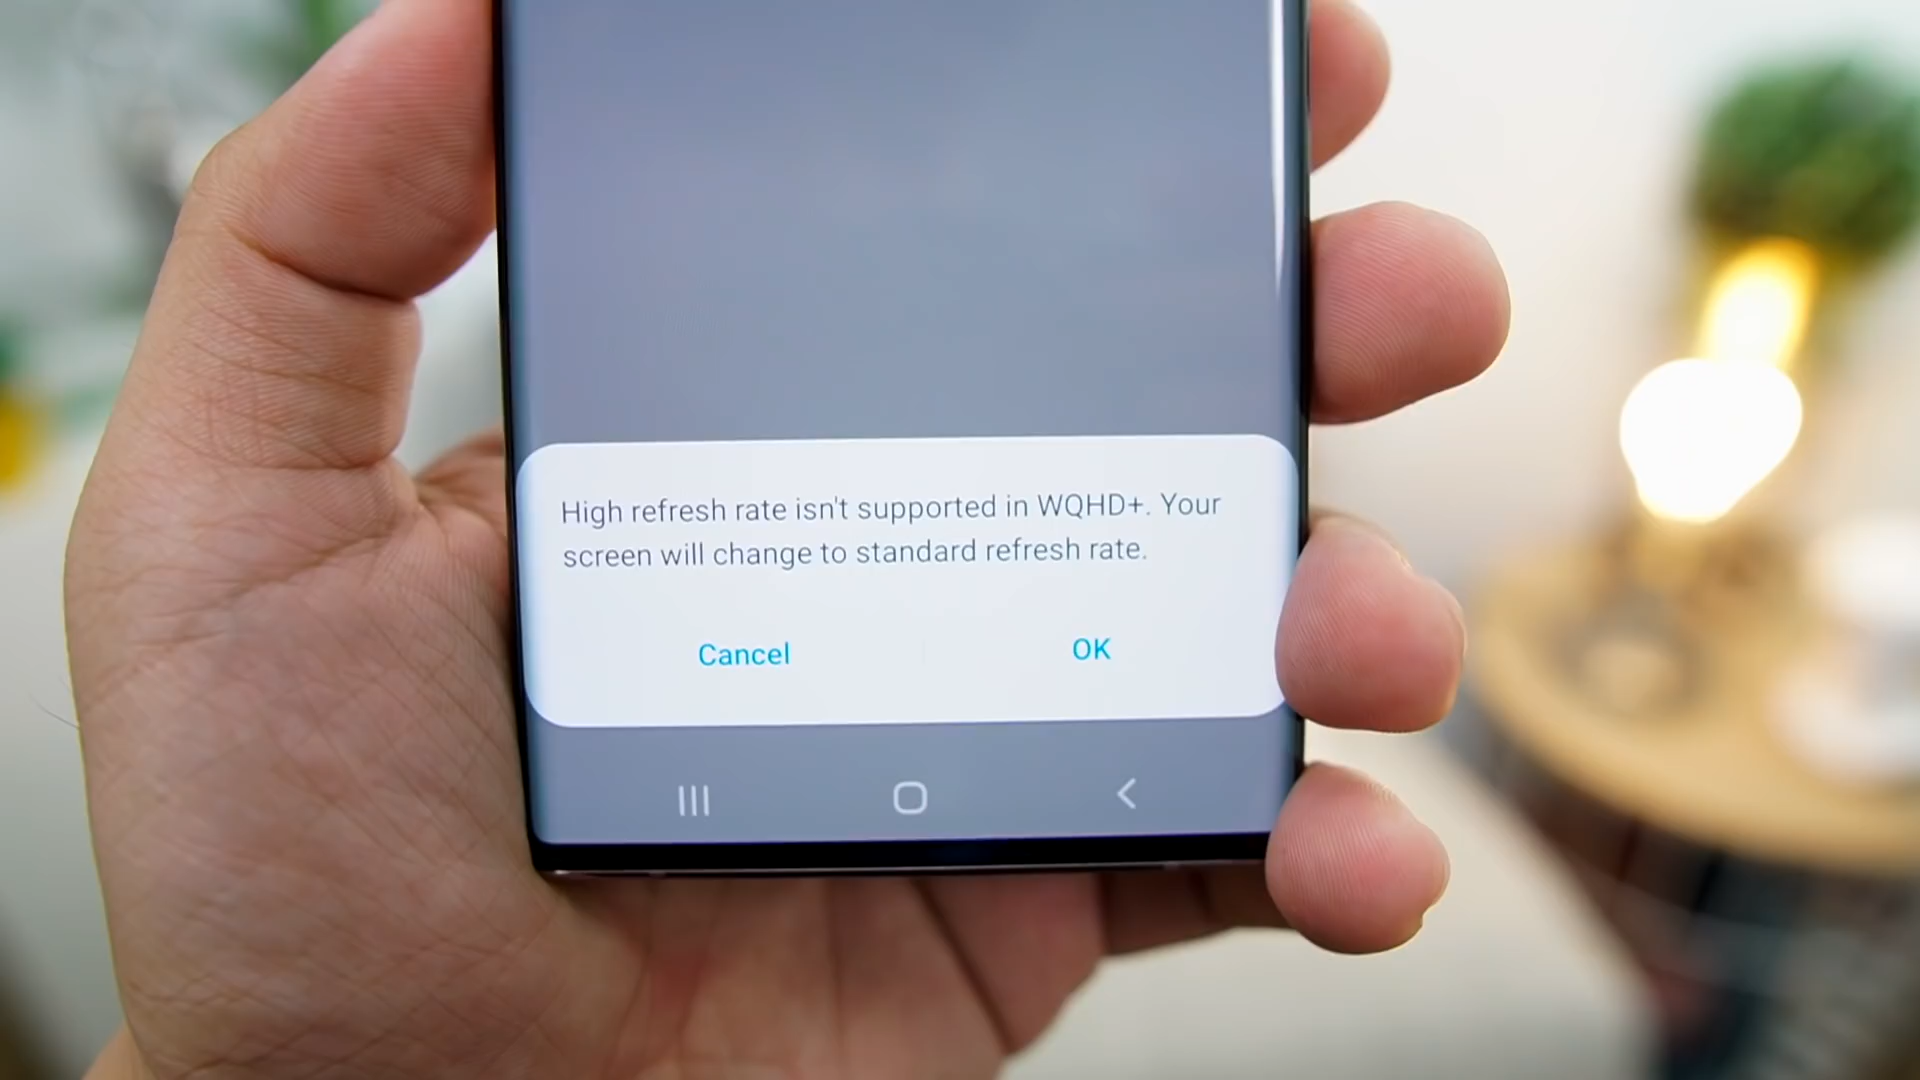 High refresh rate isn't supported in WQHD+. Your
screen will change to standard refresh rate.
Cancel OK